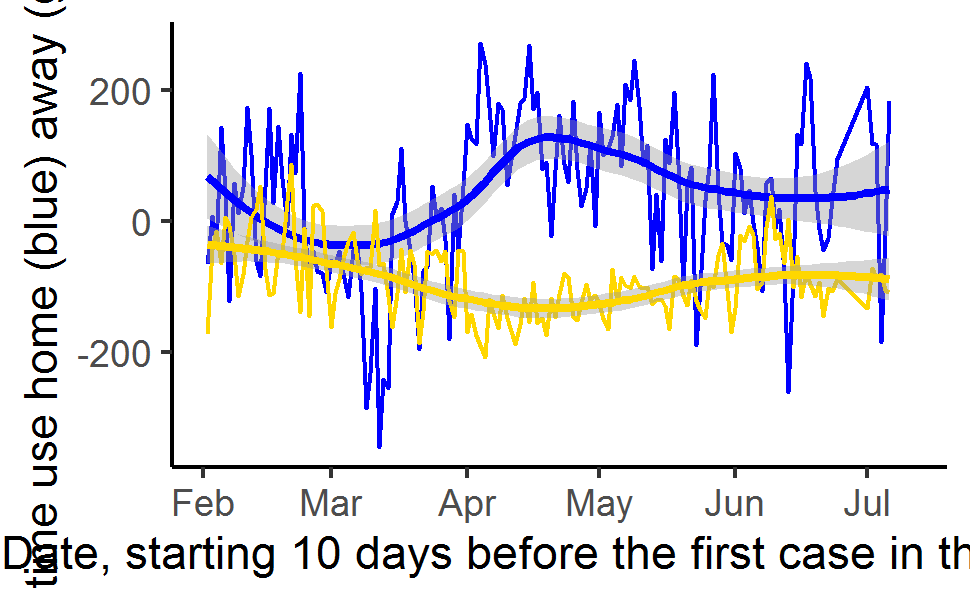 time use home (blue) away (
200
0
-200
Feb Mar Apr May Jun Jul
Date, starting 10 days before the first case in th